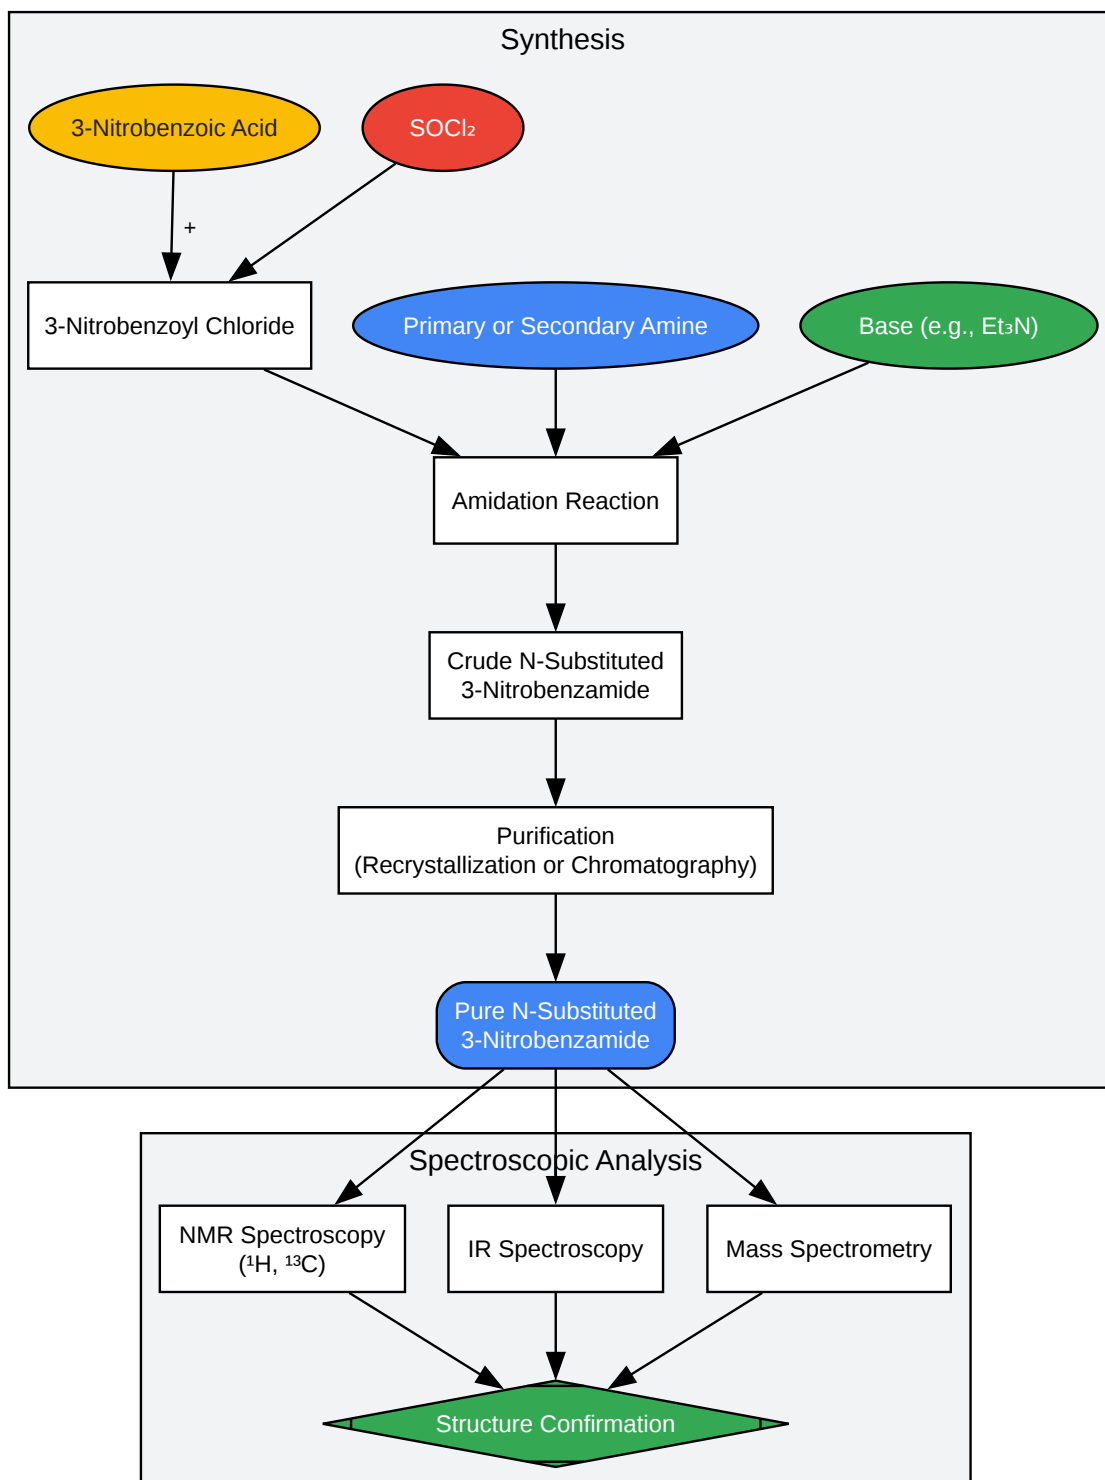 Synthesis
3-Nitrobenzoic Acid
SOCl₂
+
3-Nitrobenzoyl Chloride
Primary or Secondary Amine
Base (e.g., Et₃N)
Amidation Reaction
Crude N-Substituted
3-Nitrobenzamide
Purification
(Recrystallization or Chromatography)
Pure N-Substituted
3-Nitrobenzamide
Spectroscopic Analysis
NMR Spectroscopy
(¹H, ¹³C)
IR Spectroscopy
Mass Spectrometry
Structure Confirmation